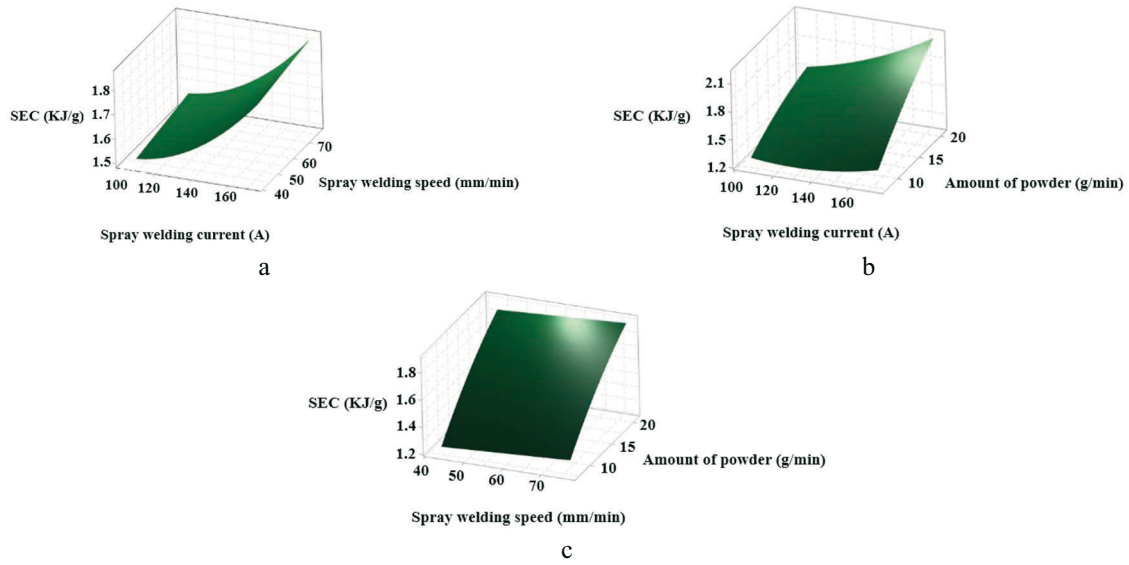 1.8
1.7
SEC (KJ/g)
1.6
1.5
100
120
140
160
40
50
60
70
Spray welding speed (mm/min)
Spray welding current (A)
a
2.1
1.8
SEC (KJ/g)
1.5
1.2
100
120
140
160
10
15
20
Amount of powder (g/min)
Spray welding current (A)
b
1.8
1.6
SEC (KJ/g)
1.4
1.2
40
50
60
70
10
15
20
Amount of powder (g/min)
Spray welding speed (mm/min)
c